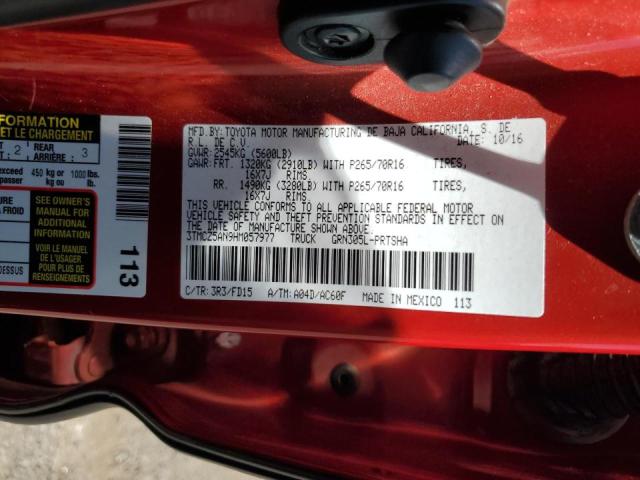 FORMATION
ET LE CHARGEMENT
T 2 REAR
ARRIÈRE : 3
exceed 450 kg or 1000 lbs.
passer kg ou lb.
SEE OWNER'S
MANUAL FOR
ADDITIONAL
INFORMATION
VOIR MANUEL
DE L'USAGER
POUR PLUS DE
RENSEIGNEMENTS
FROID
DESSUS
113
MFD.BY:TOYOTA MOTOR MANUFACTURING DE BAJA CALIFORNIA, S. DE
R.L. DE C.V. DATE: 10/16
GVWR:2545KG (5600LB)
GAWR:FRT. 1320KG (2910LB) WITH P265/70R16 TIRES,
16X7J RIMS.
RR. 1490KG (3280LB) WITH P265/70R16 TIRES,
16X7J RIMS.
THIS VEHICLE CONFORMS TO ALL APPLICABLE FEDERAL MOTOR
VEHICLE SAFETY AND THEFT PREVENTION STANDARDS IN EFFECT ON
THE DATE OF MANUFACTURE SHOWN ABOVE.
3TMCZ5AN9HM057977 TRUCK GRN305L-PRTSHA
C/TR: 3R3/FD15 A/TM: A04D/AC60F MADE IN MEXICO 113